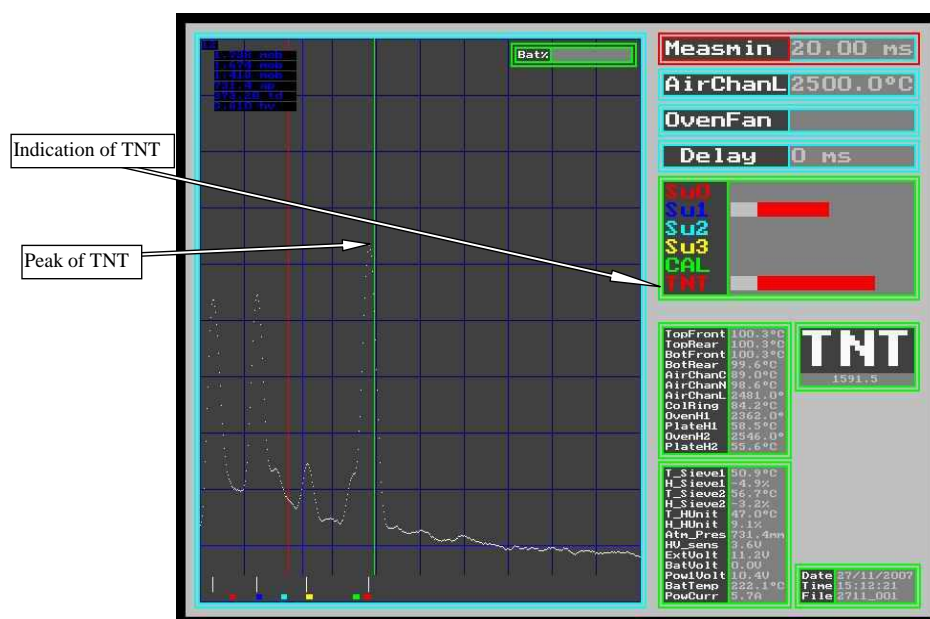 Indication of TNT
Peak of TNT
Bat%
Measmin 20.00 ms
AirChanL 2500.0°C
OvenFan
Delay 0 ms
Su0
Su1
Su2
Su3
CAL
TNT
TopFront 100.3°C
TopRear 100.3°C
BotFront 100.3°C
BotRear 99.6°C
AirChanC 89.0°C
AirChanN 98.6°C
AirChanL 2481.0°
ColRing 84.2°C
OvenH1 2362.0°
PlateH1 58.5°C
OvenH2 2546.0°
PlateH2 55.6°C
TNT
1591.5
T_Sieve1 50.9°C
H_Sieve1 -4.9%
T_Sieve2 56.7°C
H_Sieve2 -3.2%
T_HUnit 47.0°C
H_HUnit 9.1%
Atm_Pres 731.4mm
HV_sens 3.6V
ExtVolt 11.2V
BatVolt 0.0V
Pow1Volt 10.4V
BatTemp 222.1°C
PowCurr 5.7A
Date 27/11/2007
Time 15:12:21
File 2711_001